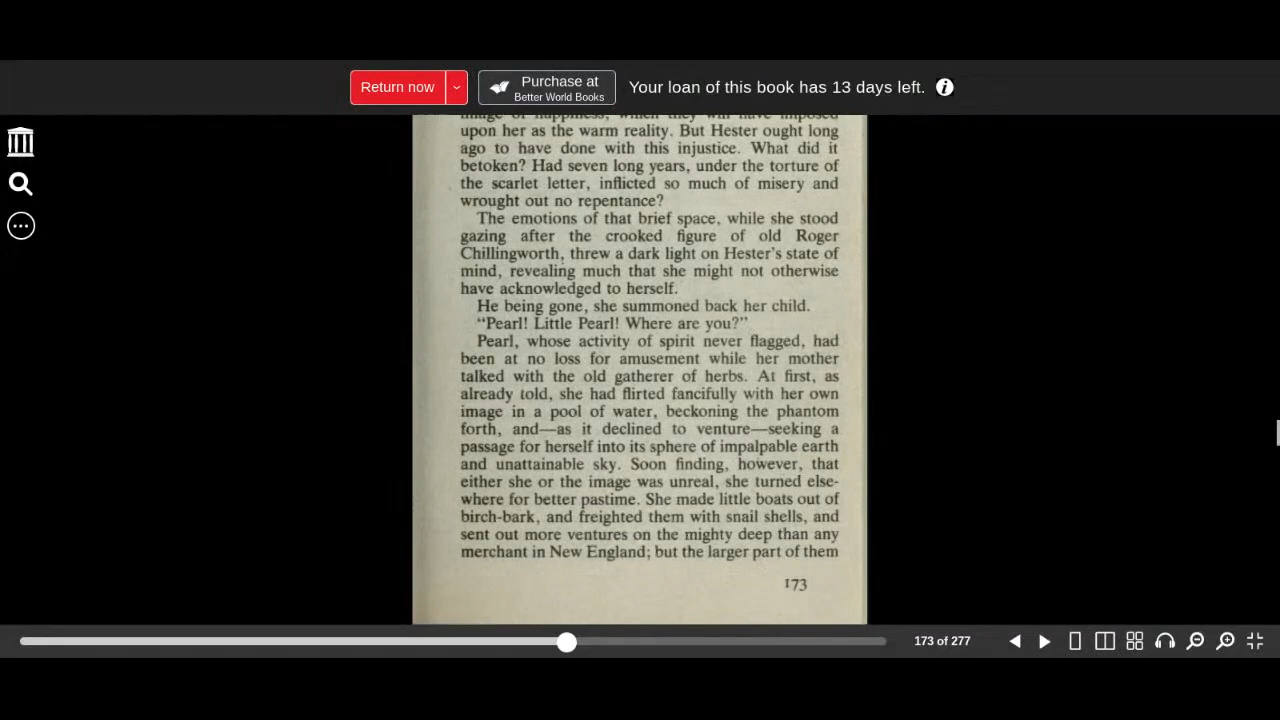 Return now
Purchase at
Better World Books
Your loan of this book has 13 days left.
image of happiness, which they will have imposed
upon her as the warm reality. But Hester ought long
ago to have done with this injustice. What did it
betoken? Had seven long years, under the torture of
the scarlet letter, inflicted so much of misery and
wrought out no repentance?
The emotions of that brief space, while she stood
gazing after the crooked figure of old Roger
Chillingworth, threw a dark light on Hester's state of
mind, revealing much that she might not otherwise
have acknowledged to herself.
He being gone, she summoned back her child.
"Pearl! Little Pearl! Where are you?"
Pearl, whose activity of spirit never flagged, had
been at no loss for amusement while her mother
talked with the old gatherer of herbs. At first, as
already told, she had flirted fancifully with her own
image in a pool of water, beckoning the phantom
forth, and—as it declined to venture—seeking a
passage for herself into its sphere of impalpable earth
and unattainable sky. Soon finding, however, that
either she or the image was unreal, she turned else-
where for better pastime. She made little boats out of
birch-bark, and freighted them with snail shells, and
sent out more ventures on the mighty deep than any
merchant in New England; but the larger part of them
173
173 of 277